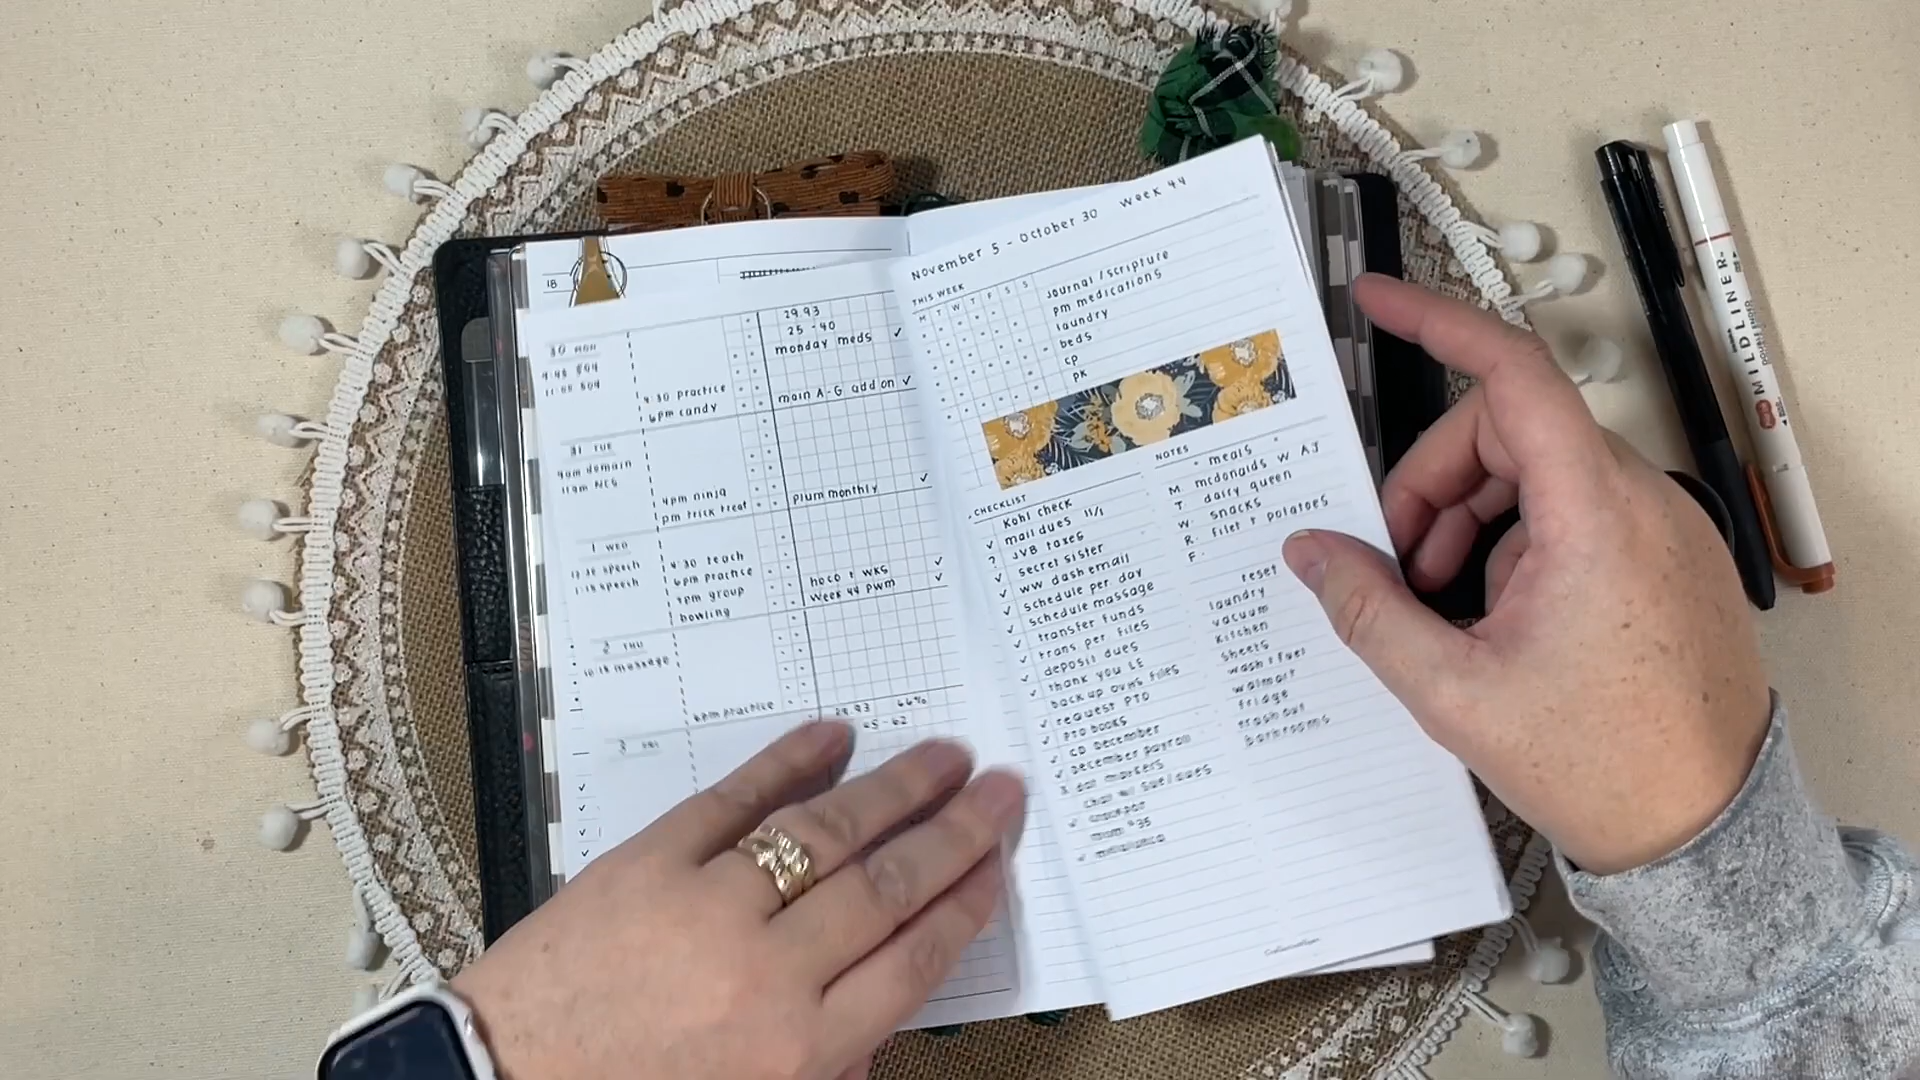 18
29.93
25 - 40
monday meds ✓
30 MON
4:30 practice
6pm candy
main A-G add on ✓
31 TUE
9am domain
11am NCG
4pm ninja
pm trick treat
plum monthly ✓
1 WED
speech
1:15 speech
4:30 teach
6pm practice
7pm group
bowling
hoco + wks ✓
week 44 pwm ✓
2 THU
massage
6pm practice
29.93 66%
3 FRI
November 5 - October 30 Week 44
THIS WEEK
M T W T F S S
journal / scripture
pm medications
laundry
beds
cp
pk
CHECKLIST
Kohl check
✓ mail dues 11/1
? JVB taxes
✓ secret sister
✓ ww dash email
✓ schedule per day
✓ schedule massage
✓ transfer funds
✓ trans per files
✓ deposit dues
✓ thank you LE
back up files
✓ request PTO
✓ PTO books
CD December
✓ December payroll
NOTES
• meals •
M. mcdonalds w AJ
T. dairy queen
W. snacks
R. filet + potatoes
F.
reset
laundry
vacuum
kitchen
sheets
wash + fuel
walmart
fridge
trash out
bathrooms
MILDLINER